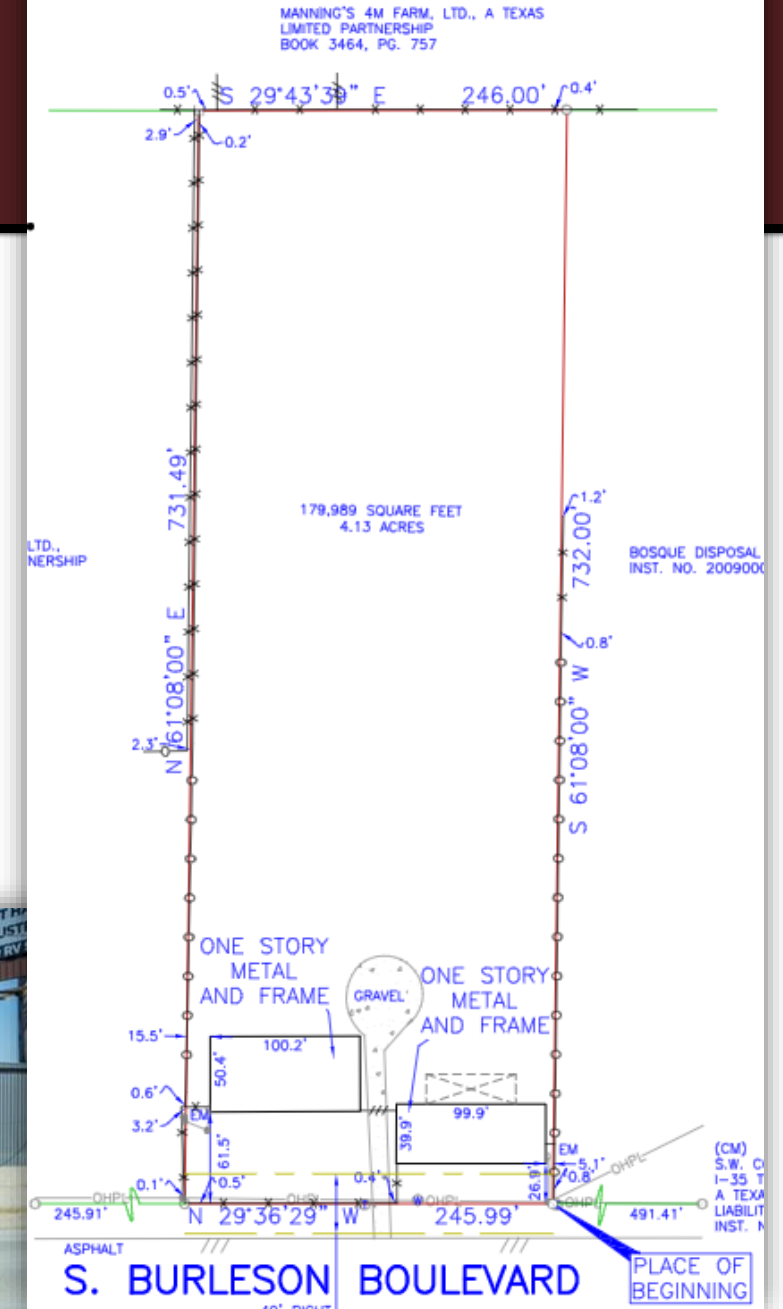 MANNING'S 4M FARM, LTD., A TEXAS
LIMITED PARTNERSHIP
BOOK 3464, PG. 757
0.5'
S 29°43'39" E 246.00'
0.4'
2.9'
0.2'
731.49'
N 61°08'00" E
179,989 SQUARE FEET
4.13 ACRES
1.2'
732.00'
S 61°08'00" W
LTD.,
NERSHIP
BOSQUE DISPOSAL
INST. NO. 200900
0.8'
2.3'
ONE STORY
METAL
AND FRAME
GRAVEL
ONE STORY
METAL
AND FRAME
15.5'
100.2'
50.4'
0.6'
EM
3.2'
61.5'
99.9'
39.9'
EM
5.1'
0.8'
26.9'
0.1'
0.5'
0.4'
OHPL
OHPL
OHPL
OHPL
OHPL
(CM)
S.W.
I-35
A TEXA
LIABILIT
INST.
245.91'
N 29°36'29" W 245.99'
491.41'
ASPHALT
S. BURLESON BOULEVARD
PLACE OF
BEGINNING